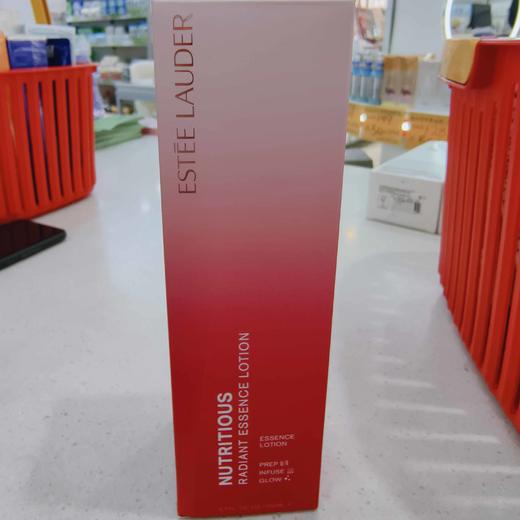 ESTĒE LAUDER
NUTRITIOUS
RADIANT ESSENCE LOTION
ESSENCE
LOTION
PREP
INFUSE
GLOW